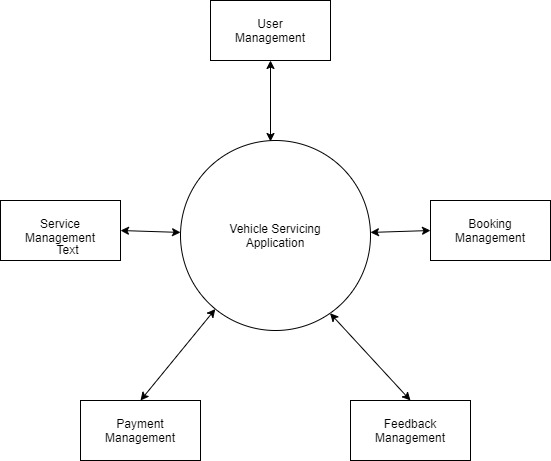 User
Management
Service
Management
Text
Vehicle Servicing
Application
Booking
Management
Payment
Management
Feedback
Management